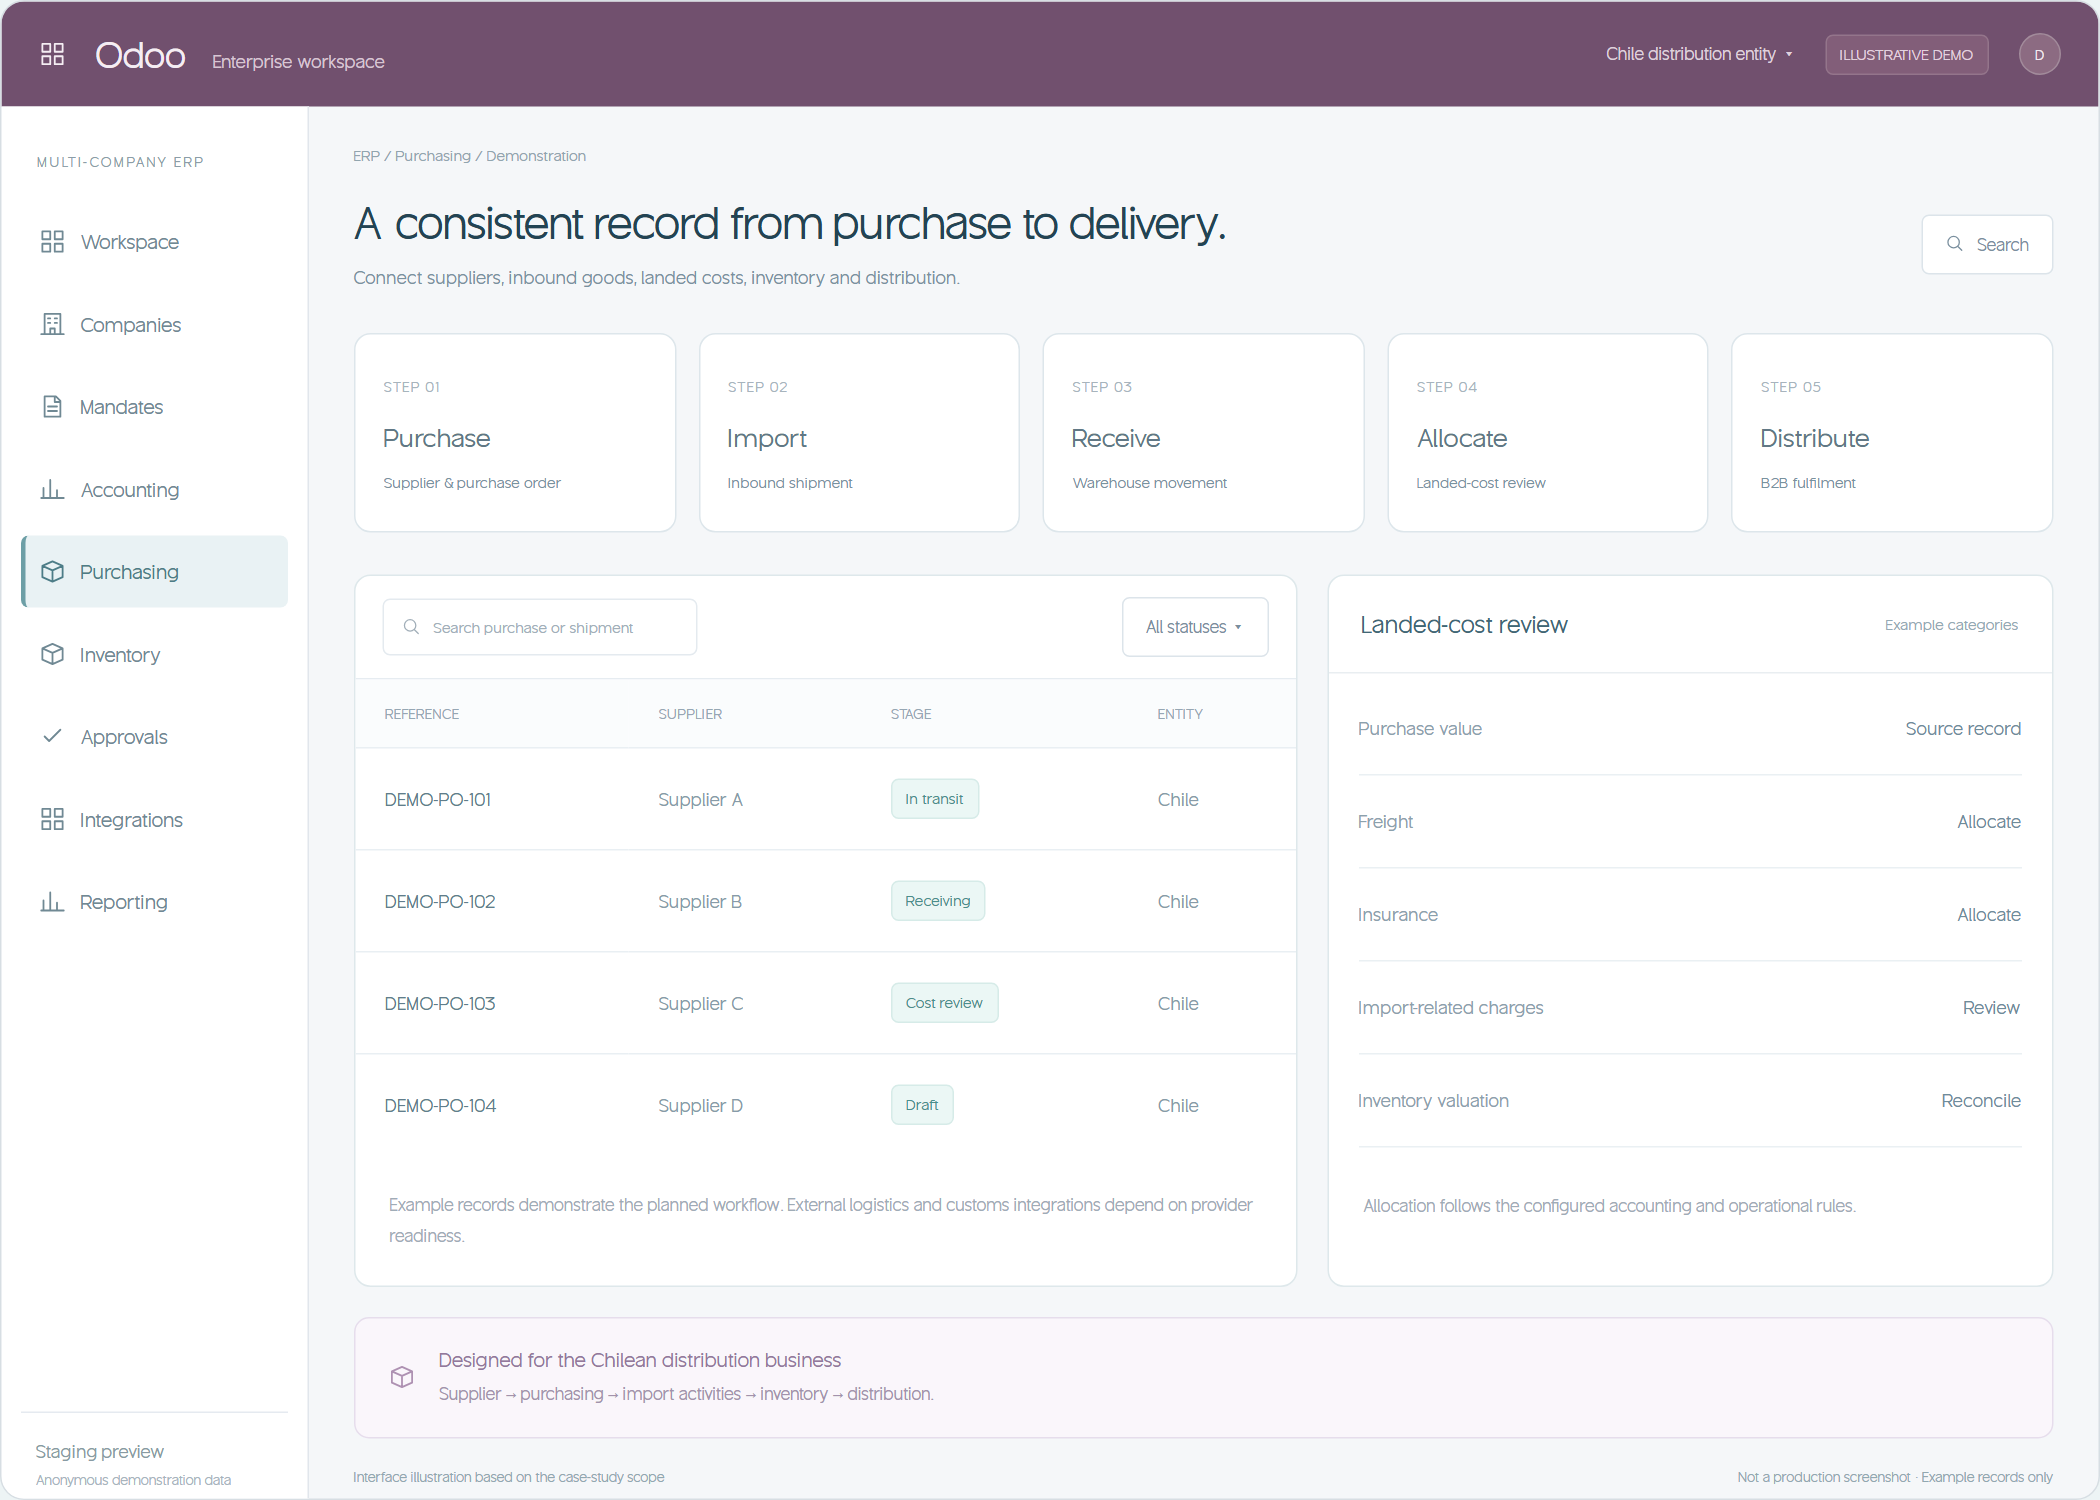 Odoo
Enterprise workspace
Chile distribution entity
ILLUSTRATIVE DEMO
D
MULTI-COMPANY ERP
Workspace
Companies
Mandates
Accounting
Purchasing
Inventory
Approvals
Integrations
Reporting
Staging preview
Anonymous demonstration data
ERP / Purchasing / Demonstration
A consistent record from purchase to delivery.
Connect suppliers, inbound goods, landed costs, inventory and distribution.
Search
STEP 01
Purchase
Supplier & purchase order
STEP 02
Import
Inbound shipment
STEP 03
Receive
Warehouse movement
STEP 04
Allocate
Landed-cost review
STEP 05
Distribute
B2B fulfilment
Search purchase or shipment
All statuses
REFERENCE SUPPLIER STAGE ENTITY
DEMO-PO-101 Supplier A In transit Chile
DEMO-PO-102 Supplier B Receiving Chile
DEMO-PO-103 Supplier C Cost review Chile
DEMO-PO-104 Supplier D Draft Chile
Example records demonstrate the planned workflow. External logistics and customs integrations depend on provider
readiness.
Landed-cost review
Example categories
Purchase value Source record
Freight Allocate
Insurance Allocate
Import-related charges Review
Inventory valuation Reconcile
Allocation follows the configured accounting and operational rules.
Designed for the Chilean distribution business
Supplier → purchasing → import activities → inventory → distribution.
Interface illustration based on the case-study scope
Not a production screenshot · Example records only